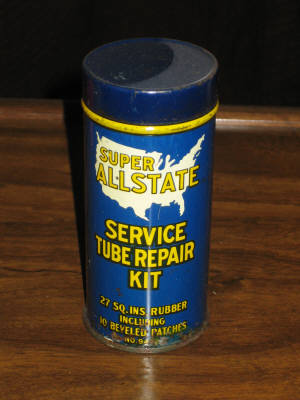 SUPER
ALLSTATE
SERVICE
TUBE REPAIR
KIT
27 SQ. INS. RUBBER
INCLUDING
10 BEVELED PATCHES